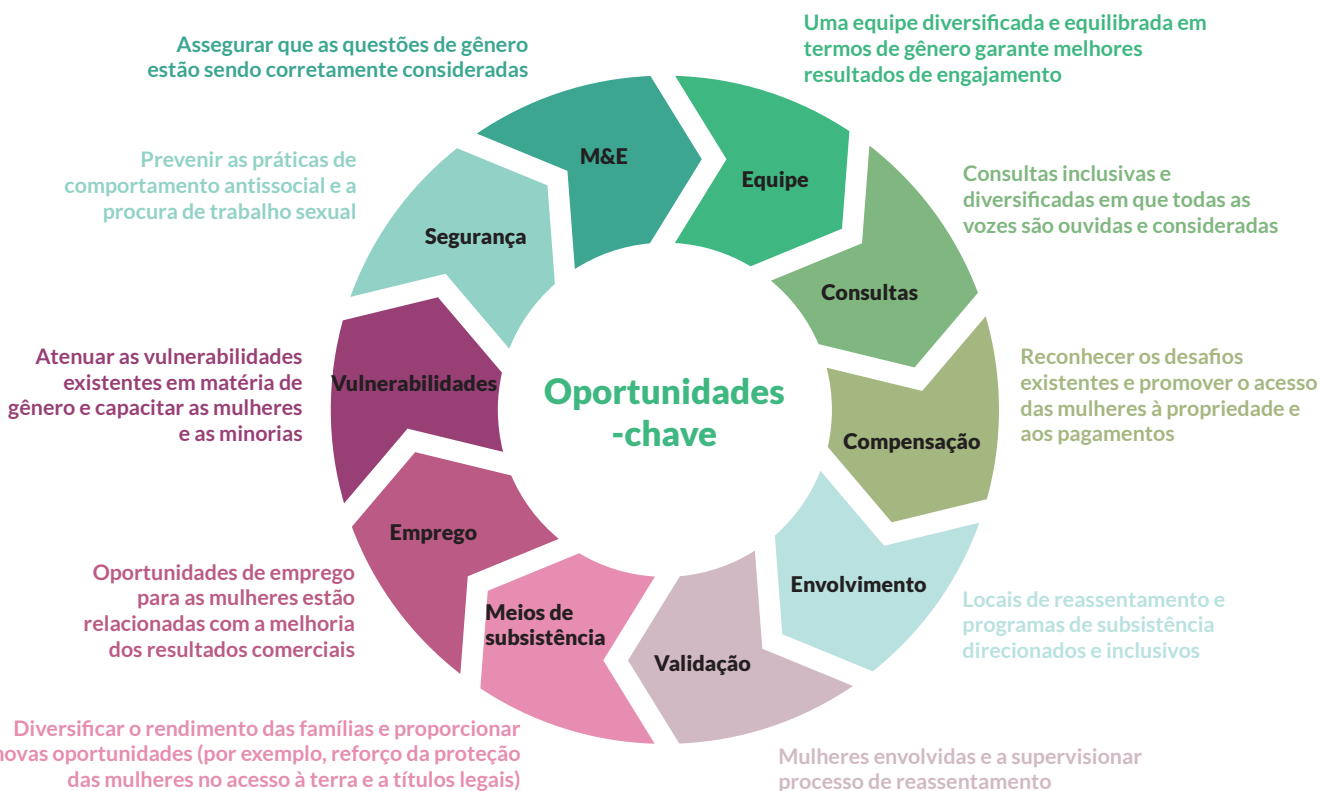 Uma equipe diversificada e equilibrada em
termos de gênero garante melhores
resultados de engajamento
Assegurar que as questões de gênero
estão sendo corretamente consideradas
M&E
Equipe
Prevenir as práticas de
comportamento antissocial e a
procura de trabalho sexual
Consultas inclusivas e
diversificadas em que todas as
vozes são ouvidas e consideradas
Segurança
Consultas
Atenuar as vulnerabilidades
existentes em matéria de
gênero e capacitar as mulheres
e as minorias
Vulnerabilidades
Oportunidades
-chave
Compensação
Reconhecer os desafios
existentes e promover o acesso
das mulheres à propriedade e
aos pagamentos
Emprego
Envolvimento
Oportunidades de emprego
para as mulheres estão
relacionadas com a melhoria
dos resultados comerciais
Locais de reassentamento e
programas de subsistência
direcionados e inclusivos
Meios de
subsistência
Validação
Diversificar o rendimento das famílias e proporcionar
novas oportunidades (por exemplo, reforço da proteção
das mulheres no acesso à terra e a títulos legais)
Mulheres envolvidas e a supervisionar
processo de reassentamento